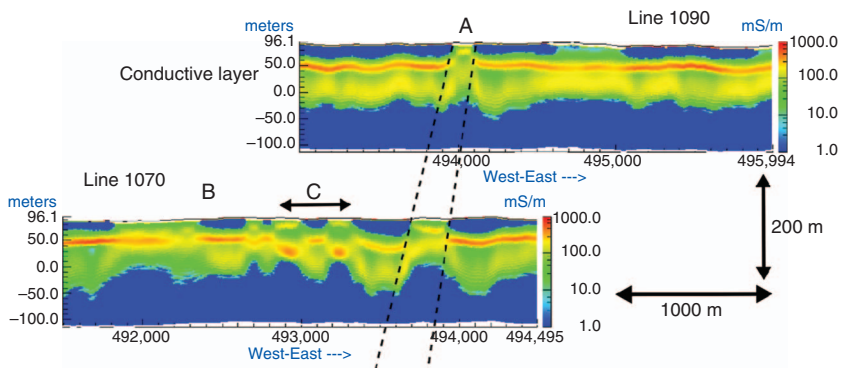 A
Line 1090
meters
mS/m
96.1
50.0
0.0
−50.0
−100.0
Conductive layer
1000.0
100.0
10.0
1.0
494,000
495,000
495,994
West-East --->
Line 1070
B
C
meters
mS/m
96.1
50.0
0.0
−50.0
−100.0
1000.0
100.0
10.0
1.0
492,000
493,000
494,000
494,495
West-East --->
200 m
1000 m